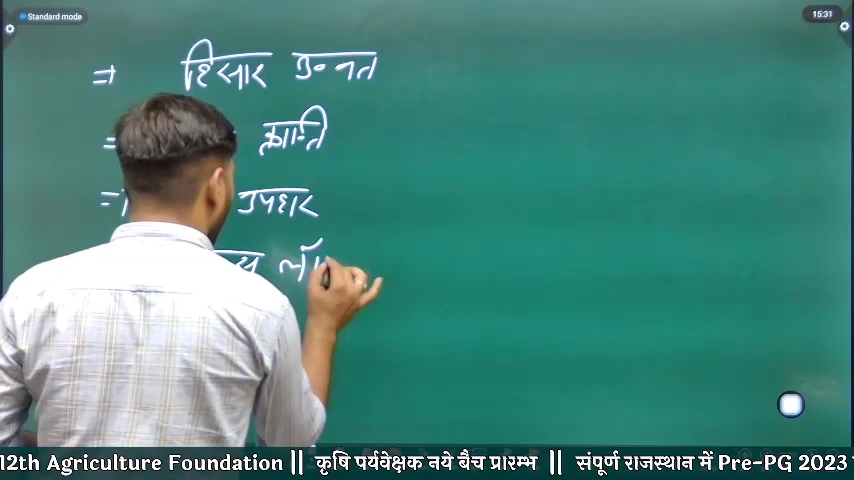 Standard mode
15:31
⇒ हिसार उन्नत
क्रान्ति
⇒ उपहार
लॉ
12th Agriculture Foundation || कृषि पर्यवेक्षक नये बैच प्रारम्भ || संपूर्ण राजस्थान में Pre-PG 2023